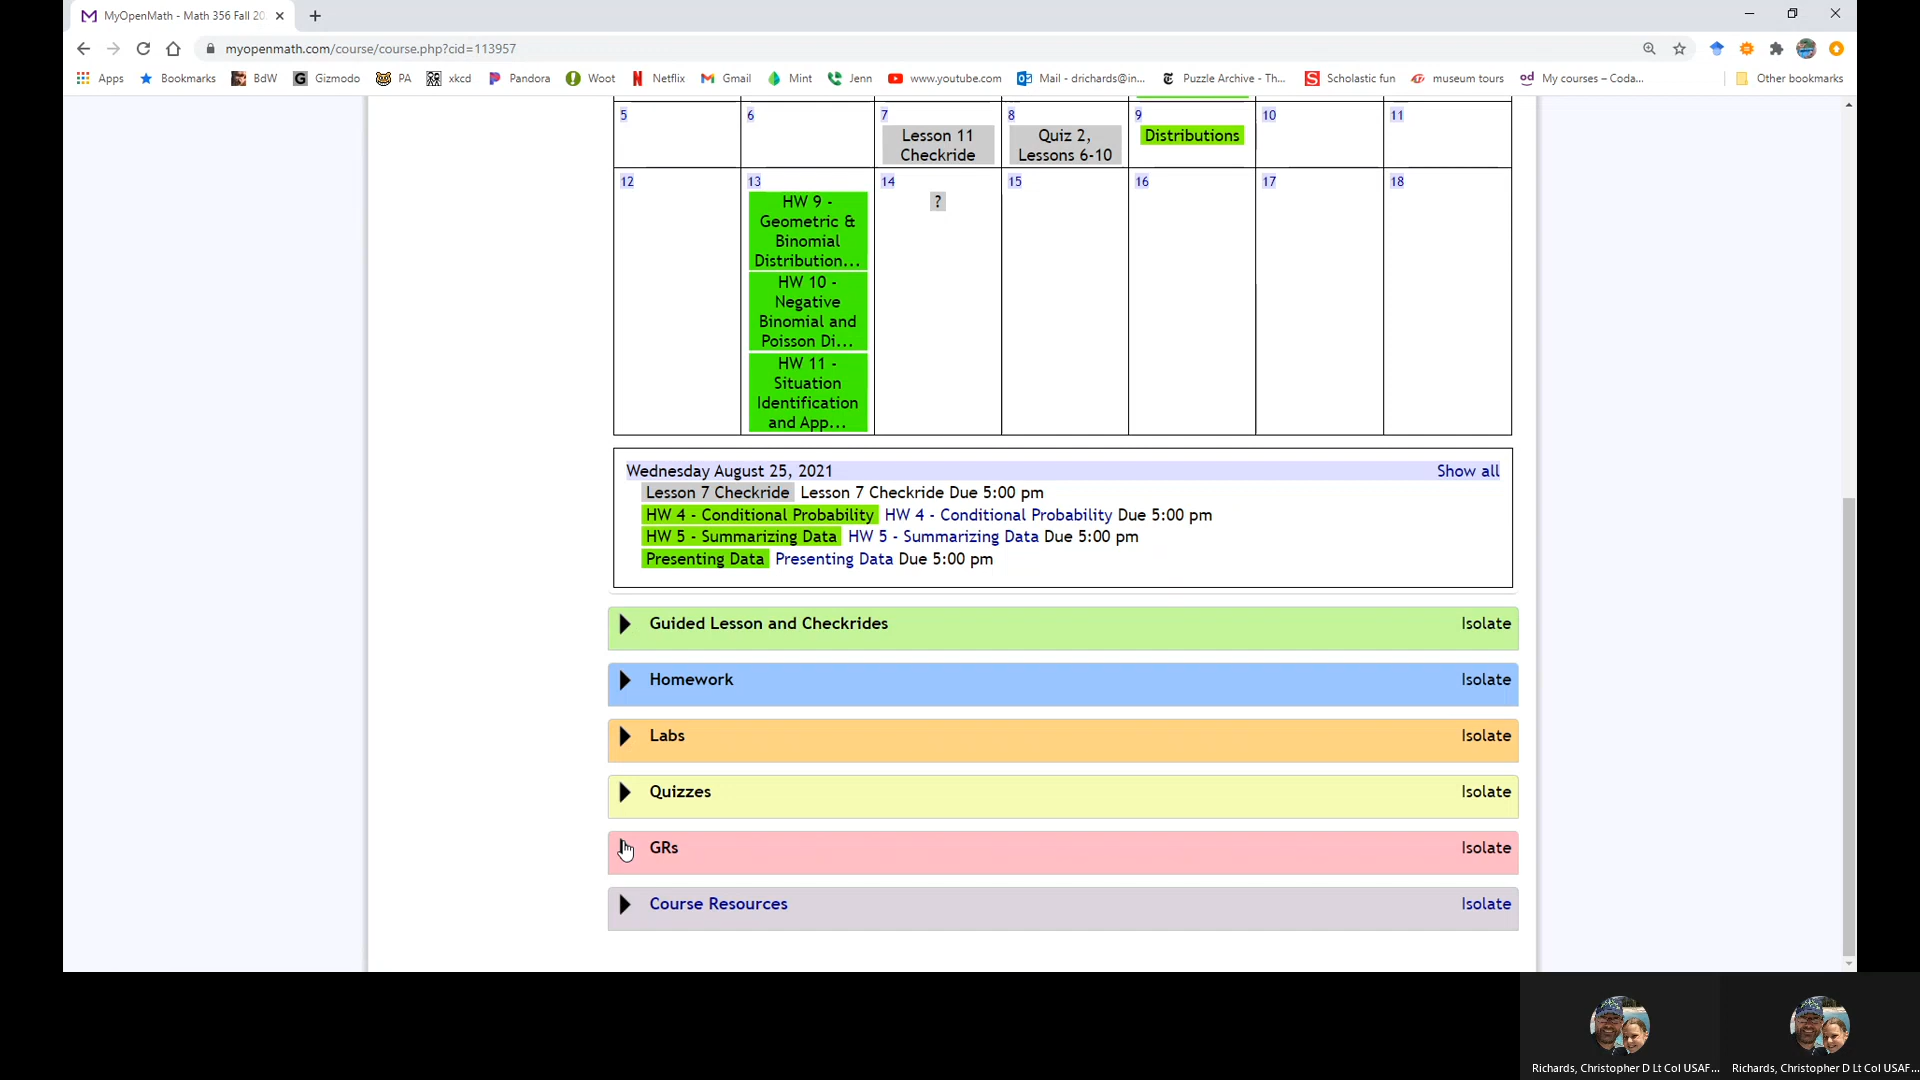 MyOpenMath - Math 356 Fall 20
myopenmath.com/course/course.php?cid=113957
Apps Bookmarks BdW Gizmodo PA xkcd Pandora Woot Netflix Gmail Mint Jenn www.youtube.com Mail - drichards@in... Puzzle Archive - Th... Scholastic fun museum tours My courses – Coda... Other bookmarks
5 6 7 8 9 10 11
Lesson 11
Checkride
Quiz 2,
Lessons 6-10
Distributions
12 13 14 15 16 17 18
HW 9 -
Geometric &
Binomial
Distribution...
?
HW 10 -
Negative
Binomial and
Poisson Di...
HW 11 -
Situation
Identification
and App...
Wednesday August 25, 2021 Show all
Lesson 7 Checkride Lesson 7 Checkride Due 5:00 pm
HW 4 - Conditional Probability HW 4 - Conditional Probability Due 5:00 pm
HW 5 - Summarizing Data HW 5 - Summarizing Data Due 5:00 pm
Presenting Data Presenting Data Due 5:00 pm
Guided Lesson and Checkrides Isolate
Homework Isolate
Labs Isolate
Quizzes Isolate
GRs Isolate
Course Resources Isolate
Richards, Christopher D Lt Col USAF... Richards, Christopher D Lt Col USAF...